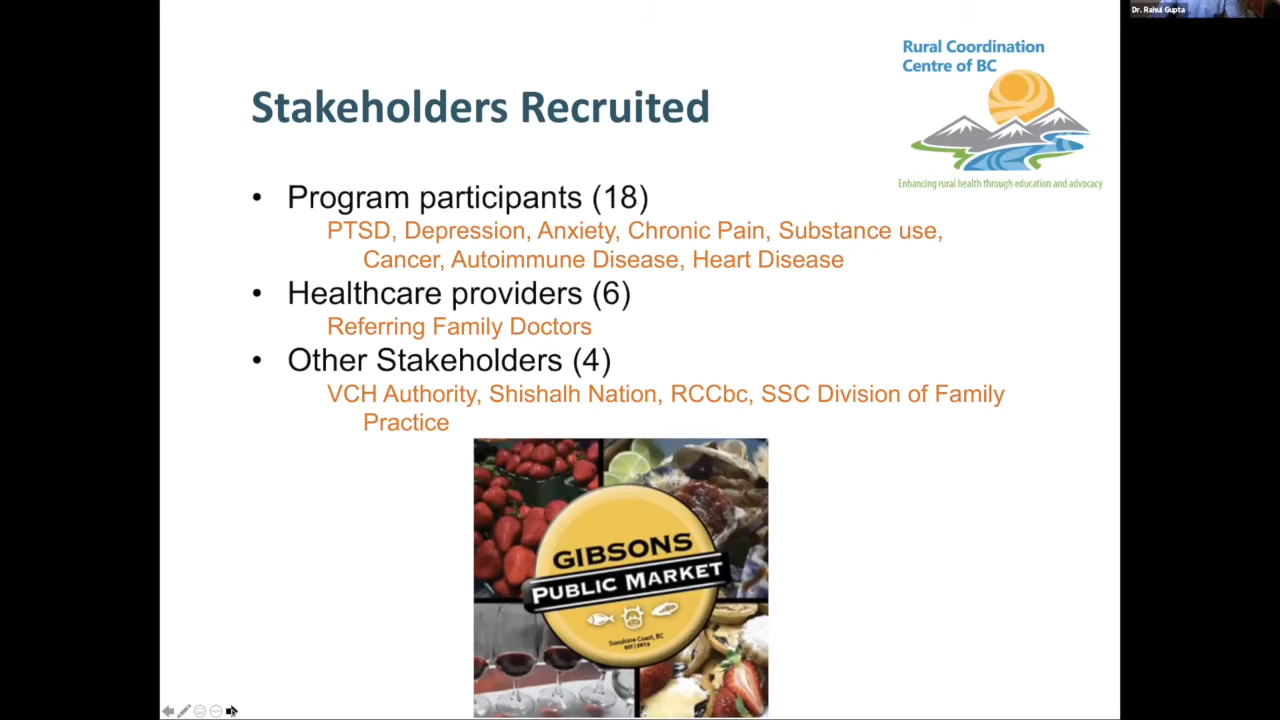 Dr. Rahul Gupta
Rural Coordination
Centre of BC
Enhancing rural health through education and advocacy
Stakeholders Recruited
• Program participants (18)
PTSD, Depression, Anxiety, Chronic Pain, Substance use,
Cancer, Autoimmune Disease, Heart Disease
• Healthcare providers (6)
Referring Family Doctors
• Other Stakeholders (4)
VCH Authority, Shishalh Nation, RCCbc, SSC Division of Family
Practice
GIBSONS
PUBLIC MARKET
Sunshine Coast, BC